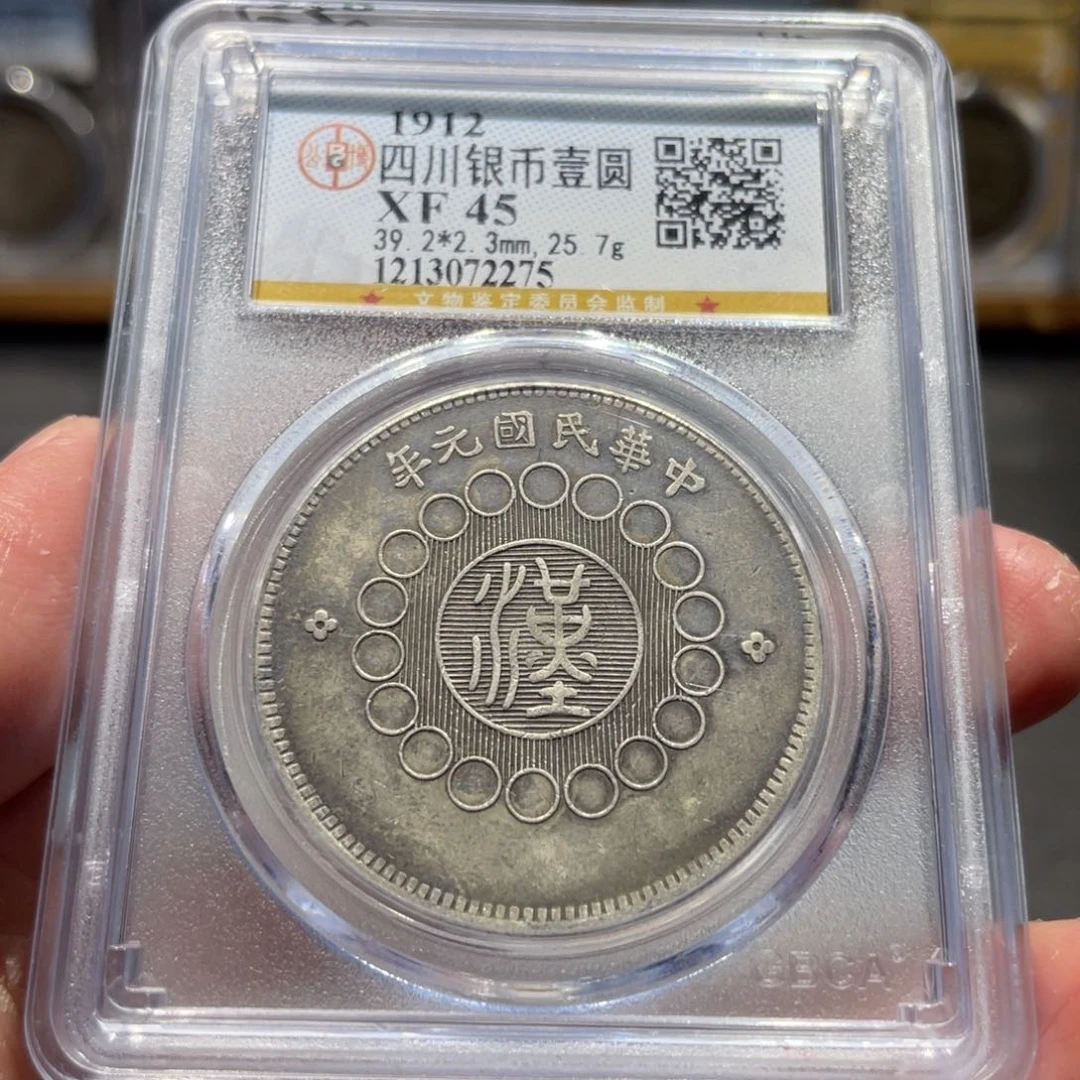 1912
四川银币壹圆
XF 45
39.2*2.3mm, 25.7g
1213072275
文物鉴定委员会监制
中華民國元年
漢
GBCA